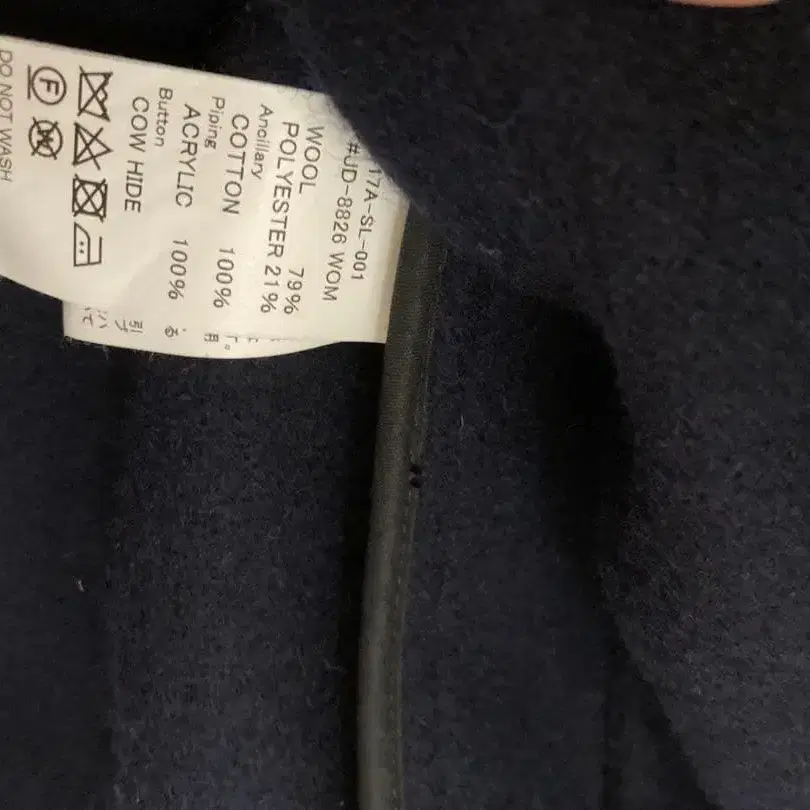 17A-SL-001
#JD-8826 WOM
WOOL 79%
POLYESTER 21%
Ancillary
COTTON 100%
Piping
ACRYLIC 100%
Button
COW HIDE
F
W
DO NOT WASH